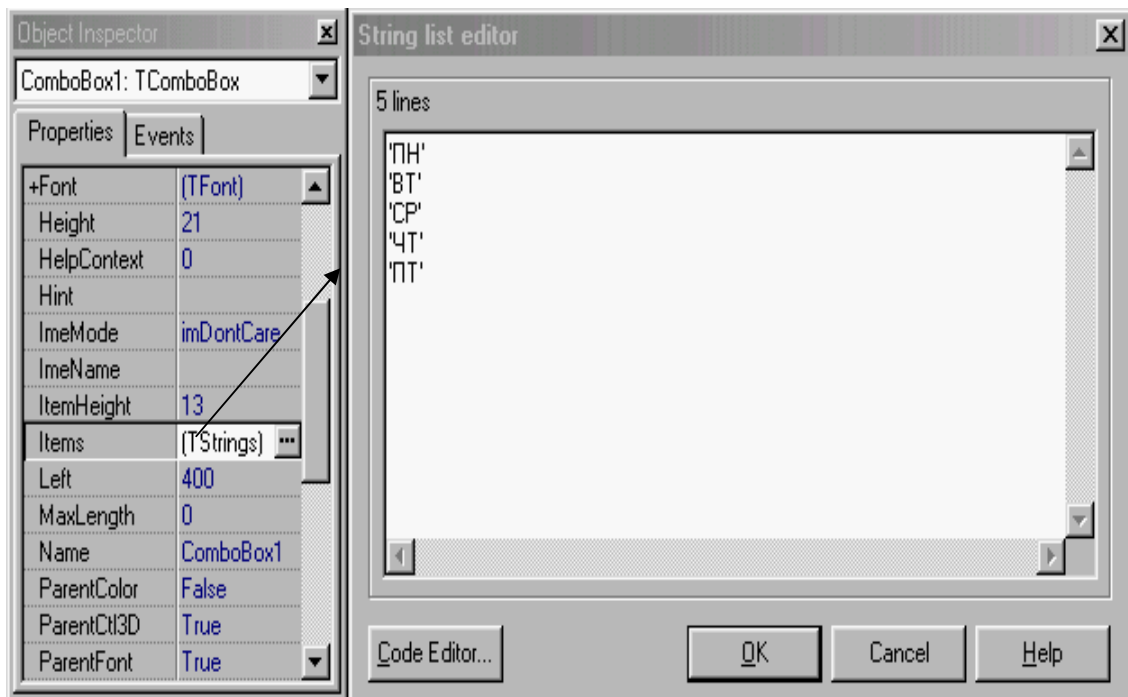 Object Inspector
ComboBox1: TComboBox
Properties Events
+Font (TFont)
Height 21
HelpContext 0
Hint
ImeMode imDontCare
ImeName
ItemHeight 13
Items (TStrings) ...
Left 400
MaxLength 0
Name ComboBox1
ParentColor False
ParentCtl3D True
ParentFont True
String list editor
5 lines
'ПН'
'ВТ'
'СР'
'ЧТ'
'ПТ'
Code Editor... OK Cancel Help